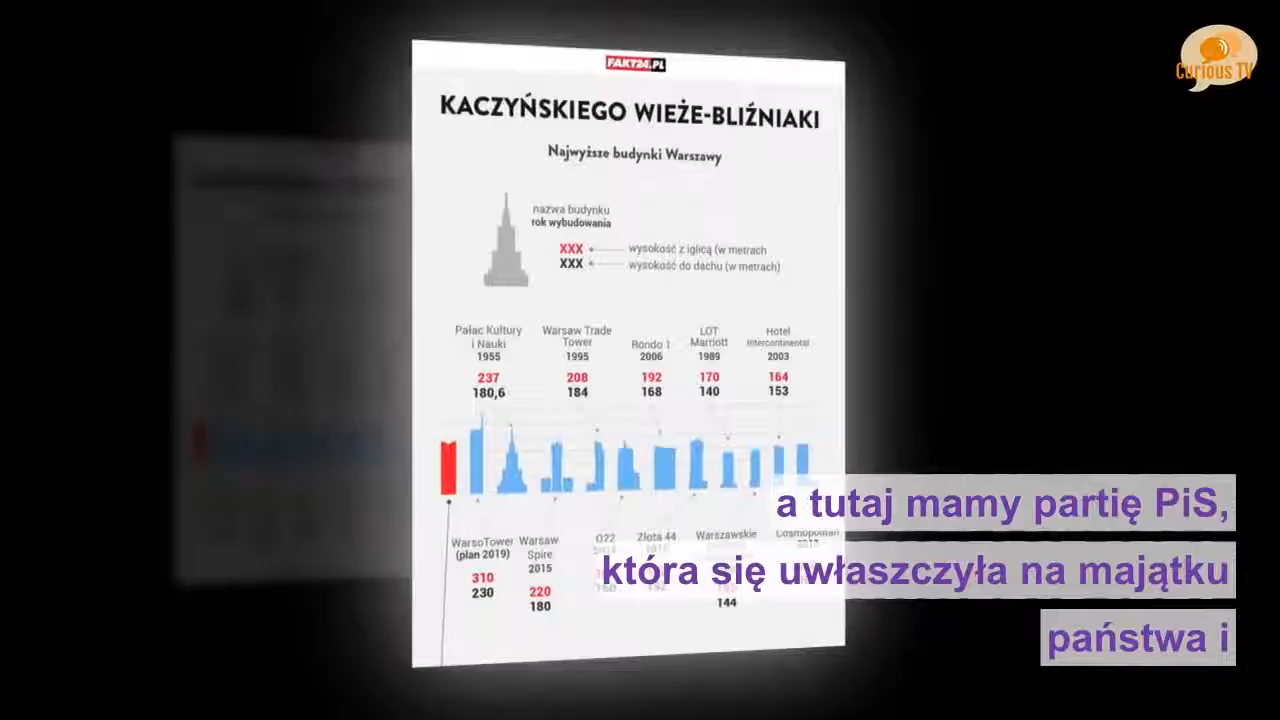 FAKT24.PL
Curious TV
KACZYŃSKIEGO WIEŻE-BLIŹNIAKI
Najwyższe budynki Warszawy
nazwa budynku
rok wybudowania
XXX wysokość z iglicą (w metrach
XXX wysokość do dachu (w metrach)
Pałac Kultury
i Nauki
1955
237
180,6
Warsaw Trade
Tower
1995
208
184
Rondo 1
2006
192
168
LOT
Marriott
1989
170
140
Hotel
Intercontinental
2003
164
153
WarsoTower
(plan 2019)
310
230
Warsaw
Spire
2015
220
180
Q22
Złota 44
192
Warszawskie
144
Cosmopolitan
a tutaj mamy partię PiS,
która się uwłaszczyła na majątku
państwa i